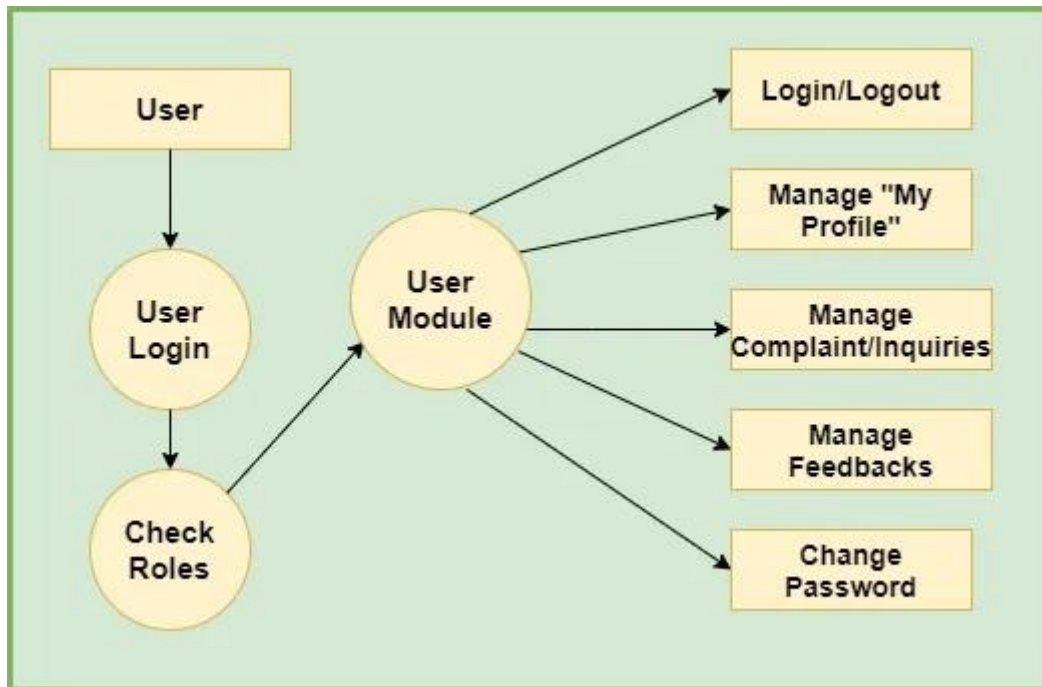 User
User
Login
Check
Roles
User
Module
Login/Logout
Manage "My
Profile"
Manage
Complaint/Inquiries
Manage
Feedbacks
Change
Password